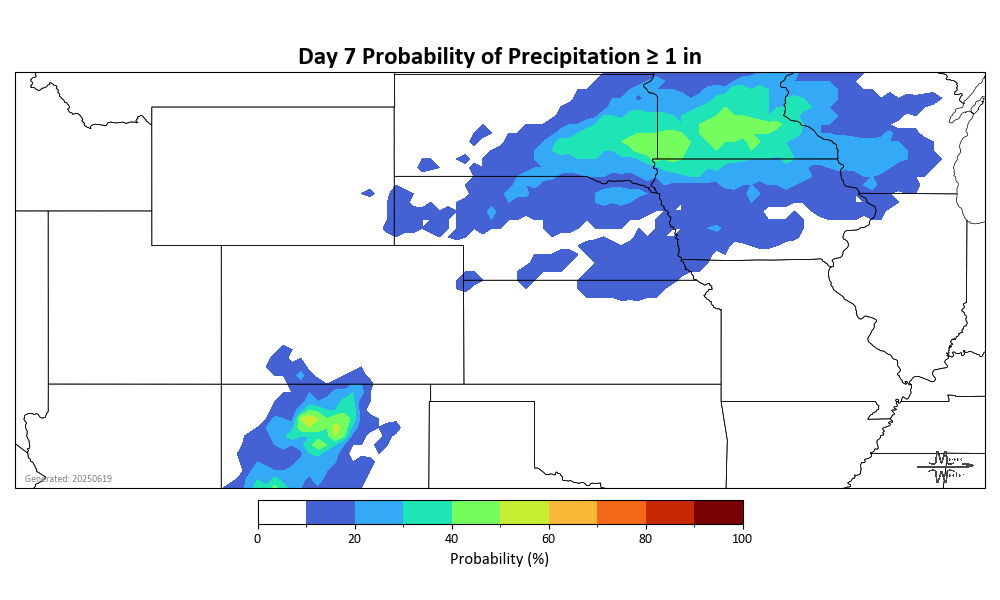 Day 7 Probability of Precipitation ≥ 1 in
Generated: 20250619
0 20 40 60 80 100
Probability (%)